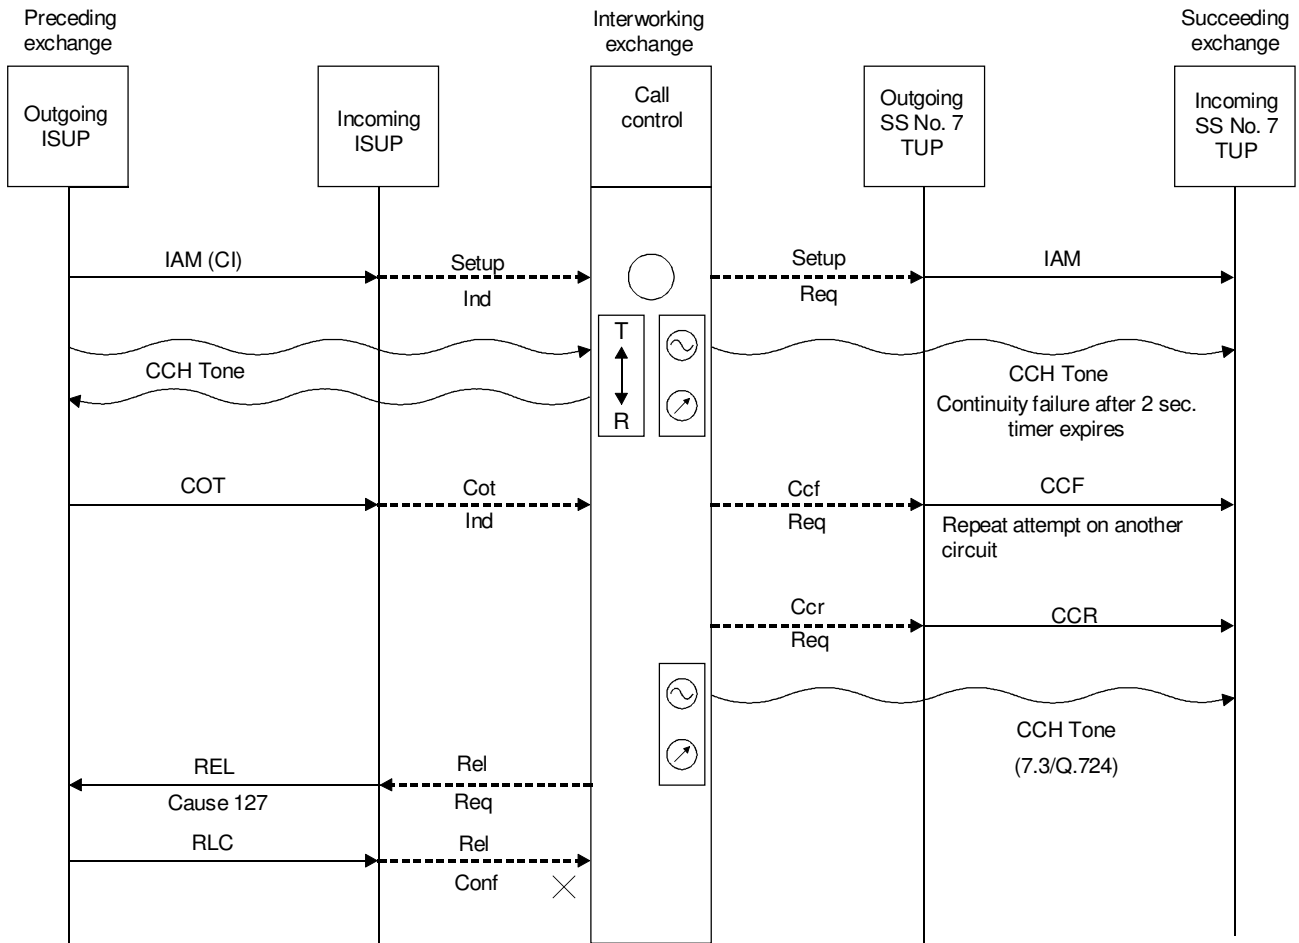 Preceding
exchange
Interworking
exchange
Succeeding
exchange
Outgoing
ISUP
Incoming
ISUP
Call
control
Outgoing
SS No. 7
TUP
Incoming
SS No. 7
TUP
IAM (CI)
Setup
Ind
Setup
Req
IAM
T
R
CCH Tone
CCH Tone
Continuity failure after 2 sec.
timer expires
COT
Cot
Ind
Ccf
Req
CCF
Repeat attempt on another
circuit
Ccr
Req
CCR
CCH Tone
(7.3/Q.724)
REL
Cause 127
Rel
Req
RLC
Rel
Conf